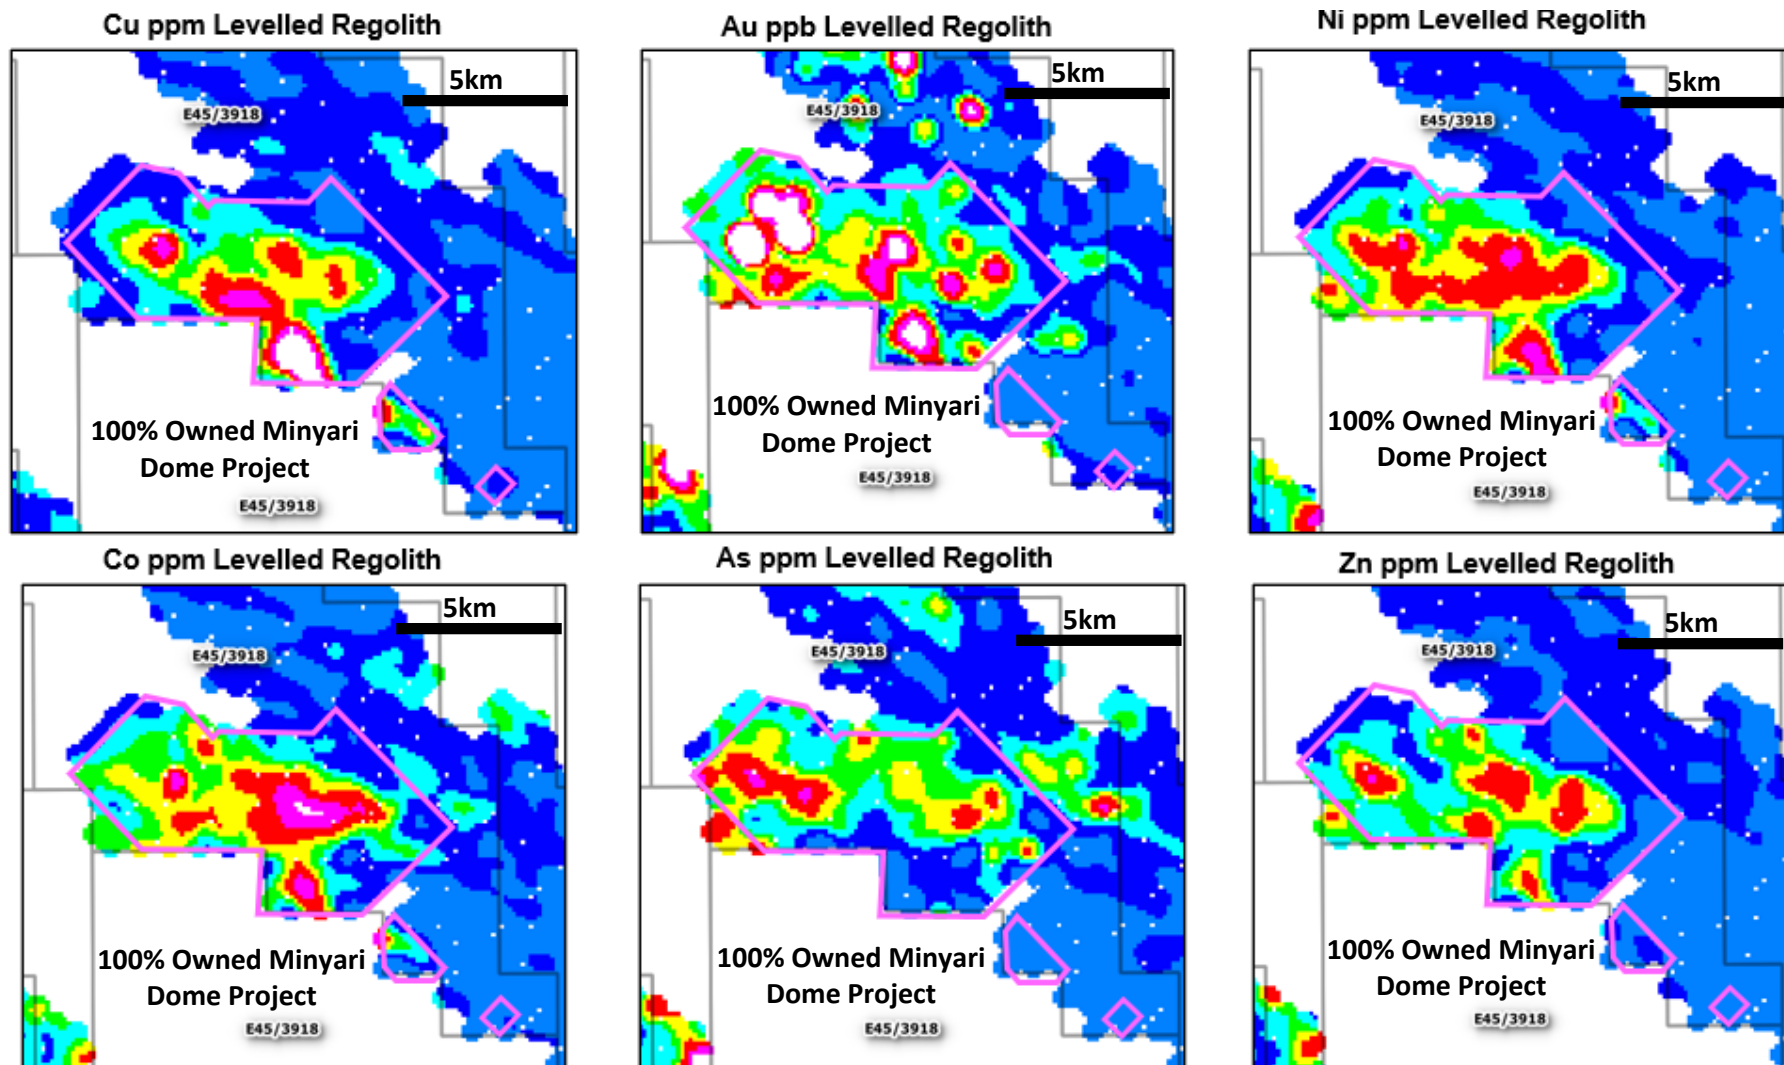 Cu ppm Levelled Regolith
5km
E45/3918
100% Owned Minyari
Dome Project
E45/3918
Au ppb Levelled Regolith
5km
E45/3918
100% Owned Minyari
Dome Project
E45/3918
Ni ppm Levelled Regolith
5km
E45/3918
100% Owned Minyari
Dome Project
E45/3918
Co ppm Levelled Regolith
5km
E45/3918
100% Owned Minyari
Dome Project
E45/3918
As ppm Levelled Regolith
5km
E45/3918
100% Owned Minyari
Dome Project
E45/3918
Zn ppm Levelled Regolith
5km
E45/3918
100% Owned Minyari
Dome Project
E45/3918